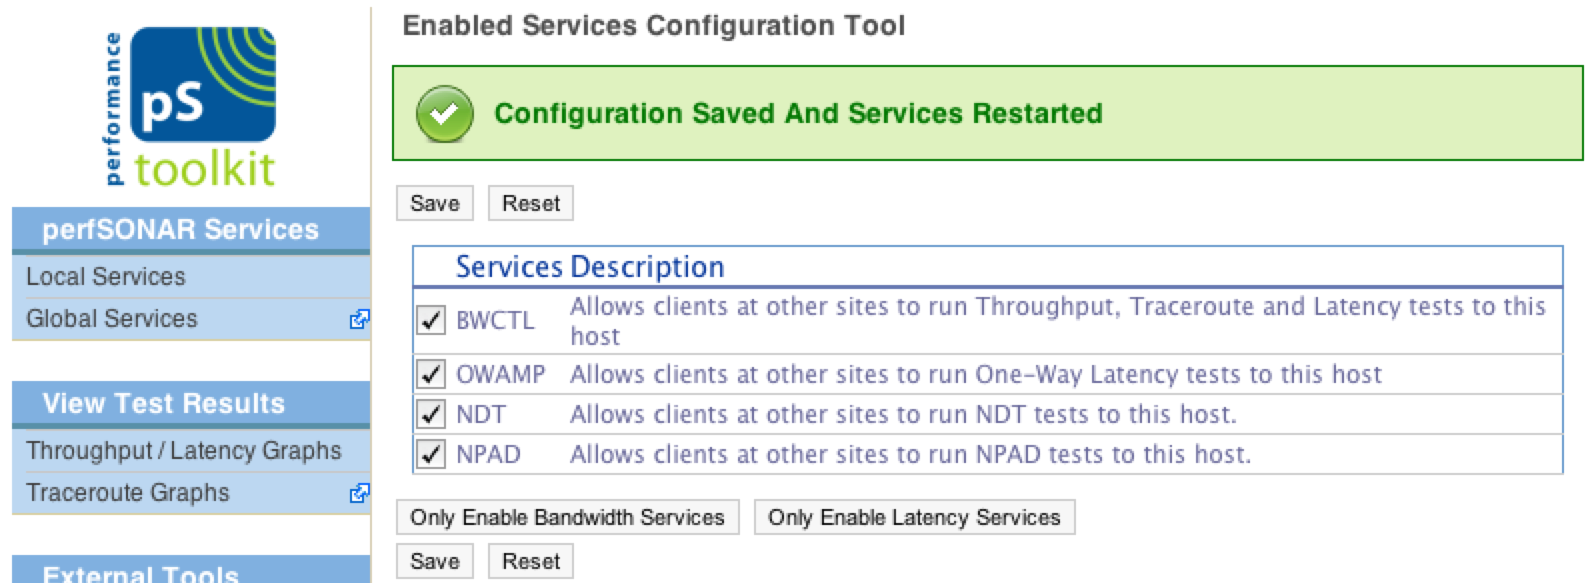 performance
pS
toolkit
perfSONAR Services
Local Services
Global Services
View Test Results
Throughput / Latency Graphs
Traceroute Graphs
External Tools
Enabled Services Configuration Tool
Configuration Saved And Services Restarted
Save Reset
Services Description
BWCTL Allows clients at other sites to run Throughput, Traceroute and Latency tests to this
host
OWAMP Allows clients at other sites to run One-Way Latency tests to this host
NDT Allows clients at other sites to run NDT tests to this host.
NPAD Allows clients at other sites to run NPAD tests to this host.
Only Enable Bandwidth Services Only Enable Latency Services
Save Reset